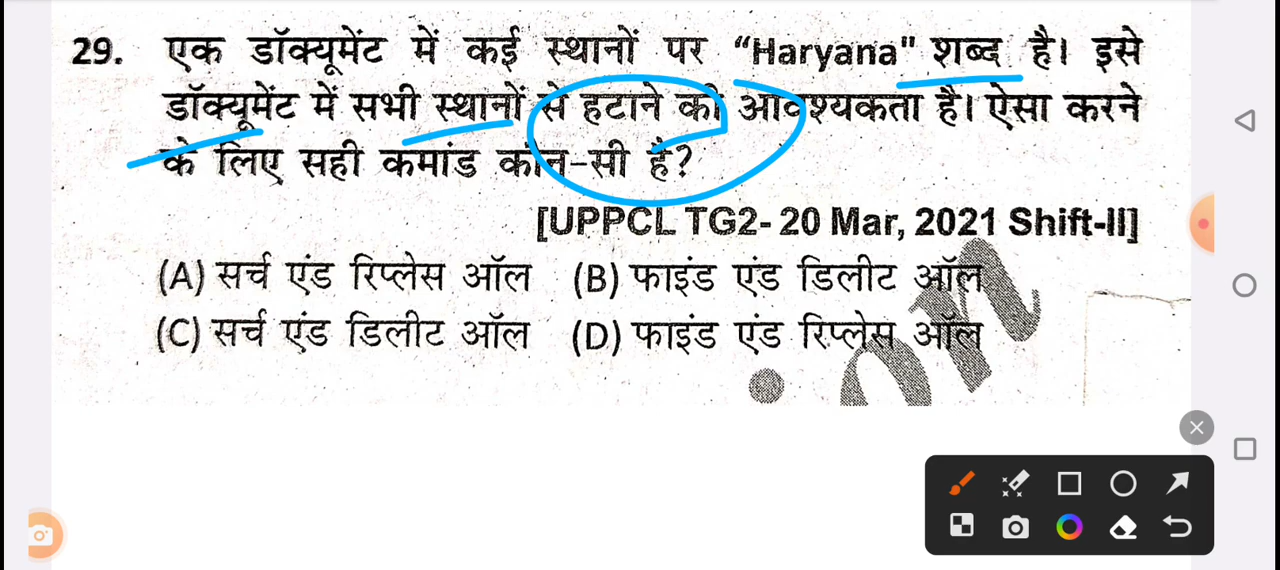 29. एक डॉक्यूमेंट में कई स्थानों पर “Haryana" शब्द है। इसे
डॉक्यूमेंट में सभी स्थानों से हटाने की आवश्यकता है। ऐसा करने
के लिए सही कमांड कौन-सी है?
[UPPCL TG2- 20 Mar, 2021 Shift-II]
(A) सर्च एंड रिप्लेस ऑल (B) फाइंड एंड डिलीट ऑल
(C) सर्च एंड डिलीट ऑल (D) फाइंड एंड रिप्लेस ऑल